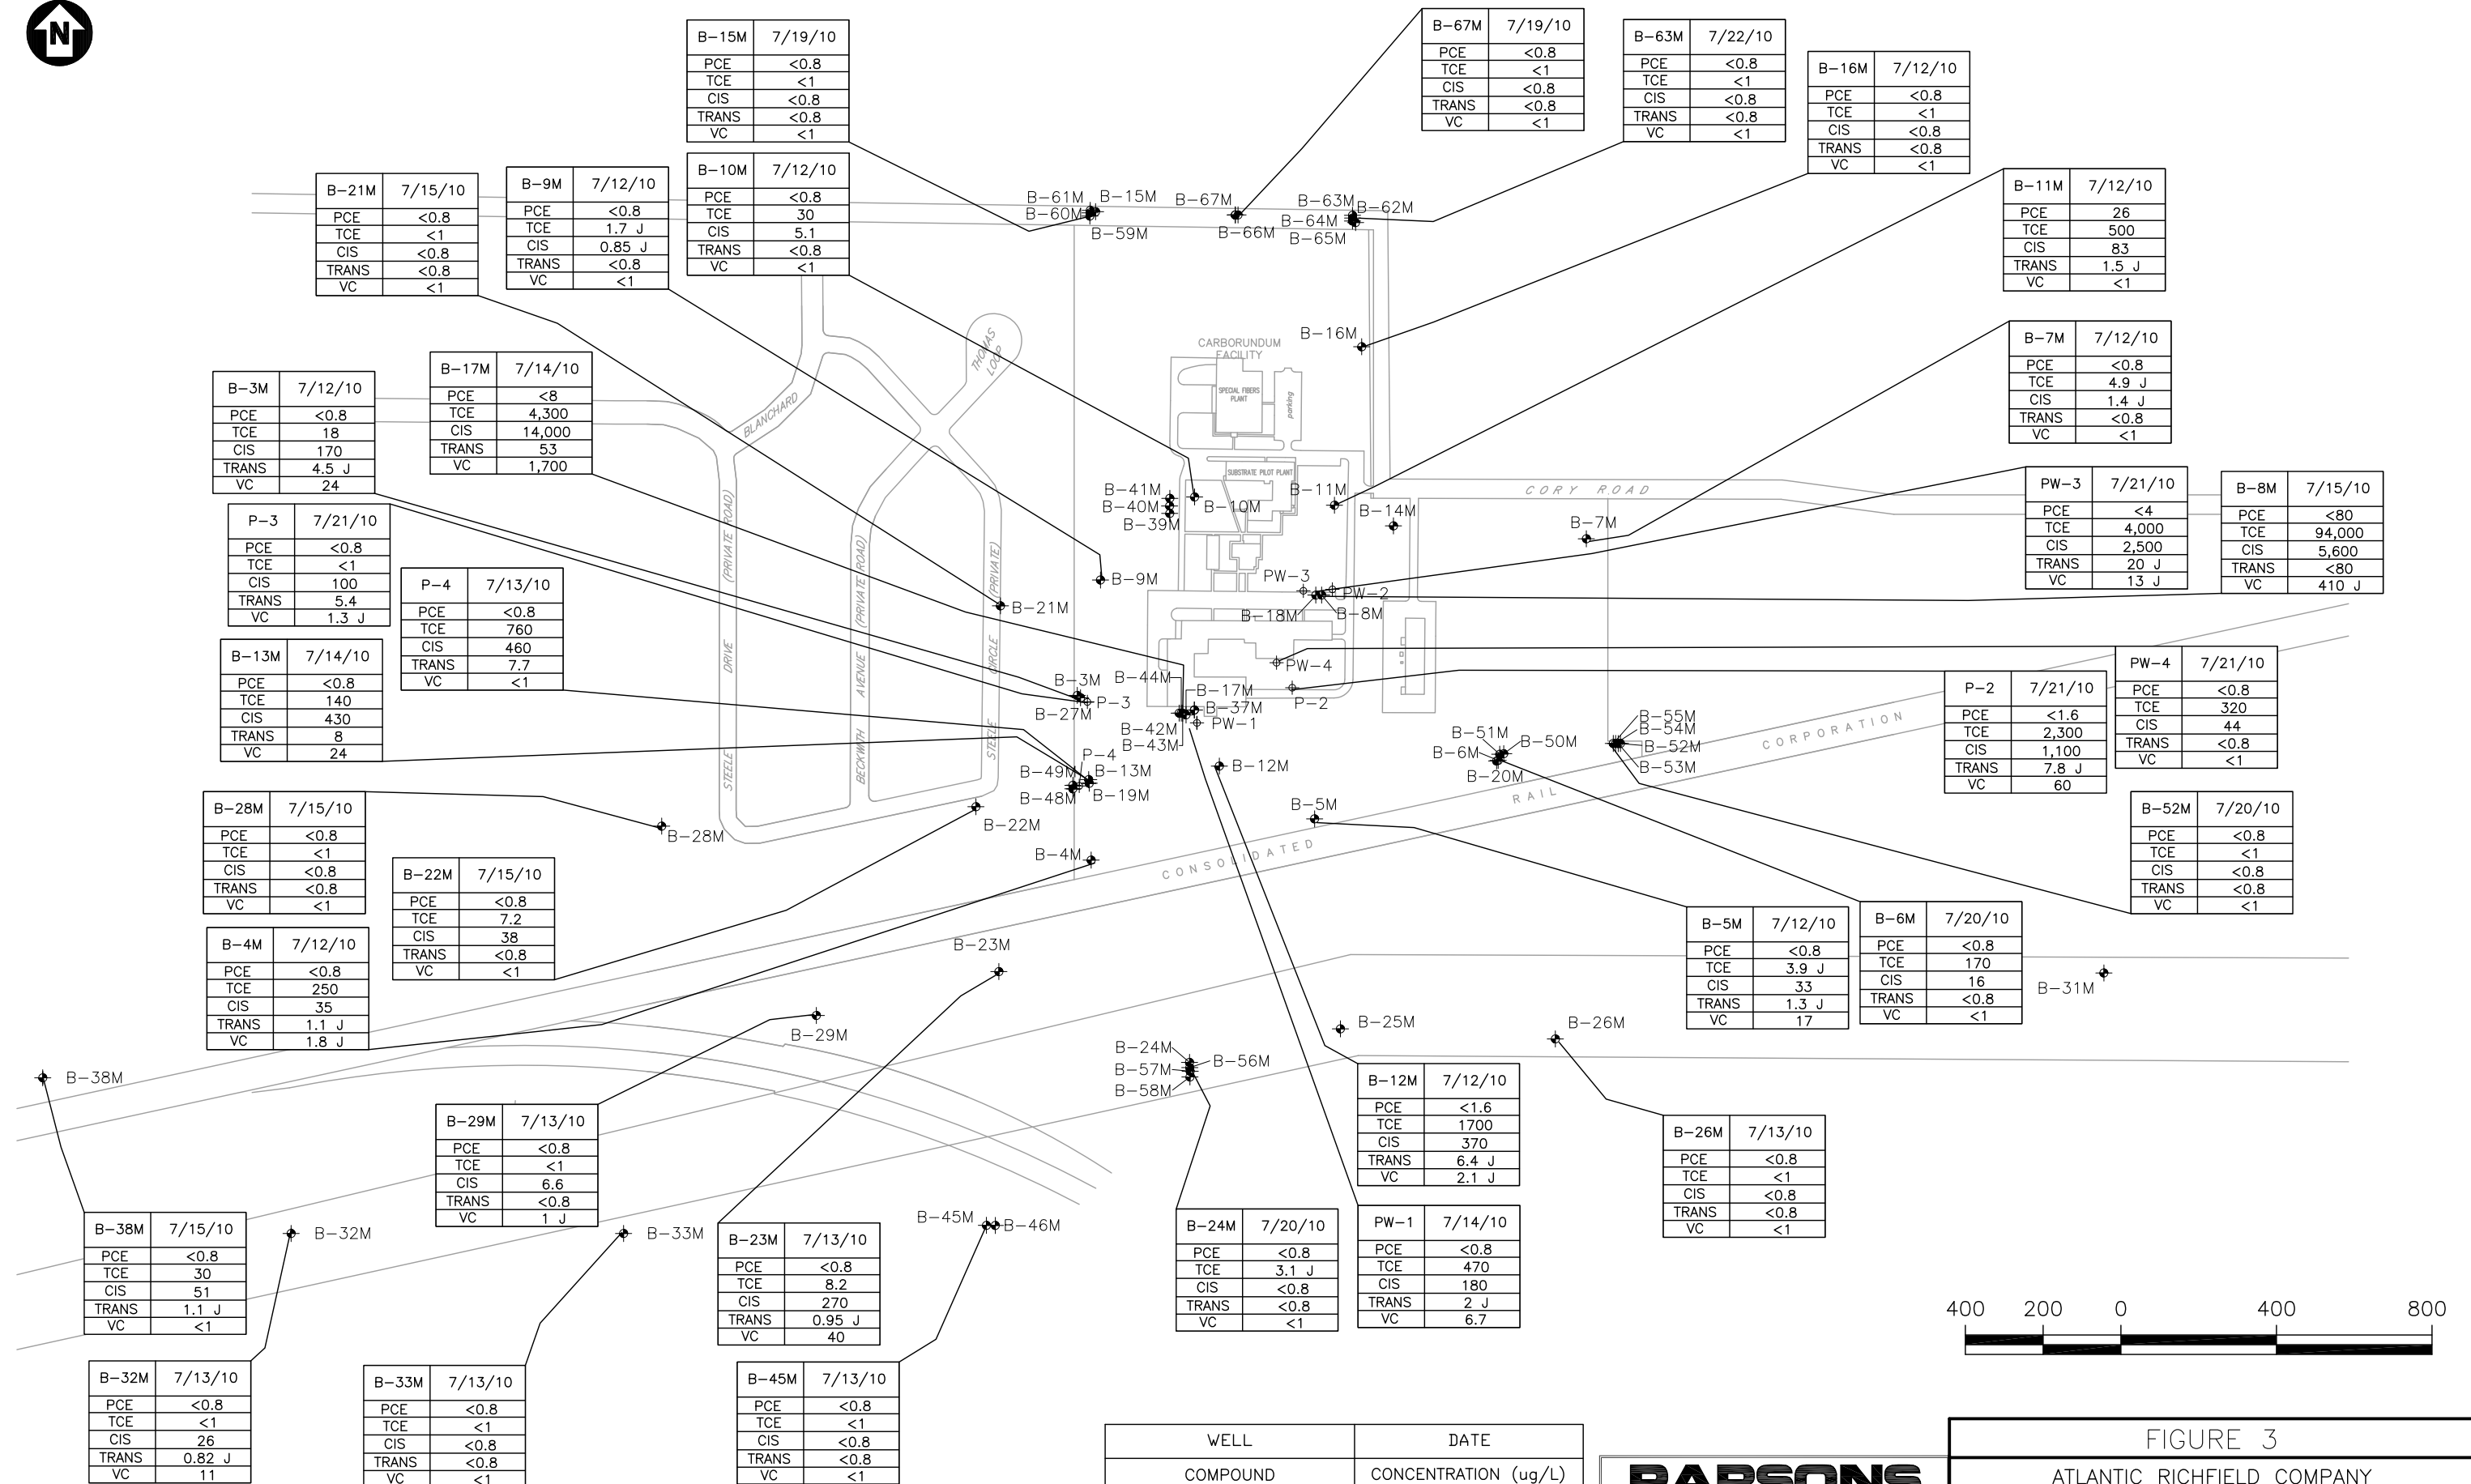 N
B-15M 7/19/10
PCE <0.8
TCE <1
CIS <0.8
TRANS <0.8
VC <1
B-67M 7/19/10
PCE <0.8
TCE <1
CIS <0.8
TRANS <0.8
VC <1
B-63M 7/22/10
PCE <0.8
TCE <1
CIS <0.8
TRANS <0.8
VC <1
B-16M 7/12/10
PCE <0.8
TCE <1
CIS <0.8
TRANS <0.8
VC <1
B-21M 7/15/10
PCE <0.8
TCE <1
CIS <0.8
TRANS <0.8
VC <1
B-9M 7/12/10
PCE <0.8
TCE 1.7 J
CIS 0.85 J
TRANS <0.8
VC <1
B-10M 7/12/10
PCE <0.8
TCE 30
CIS 5.1
TRANS <0.8
VC <1
B-11M 7/12/10
PCE 26
TCE 500
CIS 83
TRANS 1.5 J
VC <1
B-61M
B-15M
B-60M
B-59M
B-67M
B-66M
B-63M
B-62M
B-64M
B-65M
B-16M
CARBORUNDUM
FACILITY
SPECIAL FIBERS
PLANT
parking
THOMAS
LOOP
BLANCHARD
B-7M 7/12/10
PCE <0.8
TCE 4.9 J
CIS 1.4 J
TRANS <0.8
VC <1
B-3M 7/12/10
PCE <0.8
TCE 18
CIS 170
TRANS 4.5 J
VC 24
B-17M 7/14/10
PCE <8
TCE 4,300
CIS 14,000
TRANS 53
VC 1,700
SUBSTRATE PILOT PLANT
B-41M
B-40M
B-39M
B-10M
B-11M
B-14M
CORY ROAD
B-7M
PW-3 7/21/10
PCE <4
TCE 4,000
CIS 2,500
TRANS 20 J
VC 13 J
B-8M 7/15/10
PCE <80
TCE 94,000
CIS 5,600
TRANS <80
VC 410 J
P-3 7/21/10
PCE <0.8
TCE <1
CIS 100
TRANS 5.4
VC 1.3 J
P-4 7/13/10
PCE <0.8
TCE 760
CIS 460
TRANS 7.7
VC <1
STEELE DRIVE (PRIVATE ROAD)
BECKWITH AVENUE (PRIVATE ROAD)
STEELE CIRCLE (PRIVATE)
B-9M
B-21M
PW-3
PW-2
B-18M
B-8M
B-13M 7/14/10
PCE <0.8
TCE 140
CIS 430
TRANS 8
VC 24
PW-4
P-2
B-3M
P-3
B-27M
B-44M
B-17M
B-37M
PW-1
B-42M
B-43M
P-2 7/21/10
PCE <1.6
TCE 2,300
CIS 1,100
TRANS 7.8 J
VC 60
PW-4 7/21/10
PCE <0.8
TCE 320
CIS 44
TRANS <0.8
VC <1
P-4
B-49M
B-13M
B-48M
B-19M
B-12M
B-51M
B-50M
B-6M
B-20M
B-55M
B-54M
B-52M
B-53M
CONSOLIDATED RAIL CORPORATION
B-28M 7/15/10
PCE <0.8
TCE <1
CIS <0.8
TRANS <0.8
VC <1
B-28M
B-22M
B-4M
B-5M
B-52M 7/20/10
PCE <0.8
TCE <1
CIS <0.8
TRANS <0.8
VC <1
B-22M 7/15/10
PCE <0.8
TCE 7.2
CIS 38
TRANS <0.8
VC <1
B-4M 7/12/10
PCE <0.8
TCE 250
CIS 35
TRANS 1.1 J
VC 1.8 J
B-5M 7/12/10
PCE <0.8
TCE 3.9 J
CIS 33
TRANS 1.3 J
VC 17
B-6M 7/20/10
PCE <0.8
TCE 170
CIS 16
TRANS <0.8
VC <1
B-23M
B-29M
B-31M
B-25M
B-26M
B-38M
B-24M
B-56M
B-57M
B-58M
B-29M 7/13/10
PCE <0.8
TCE <1
CIS 6.6
TRANS <0.8
VC 1 J
B-12M 7/12/10
PCE <1.6
TCE 1700
CIS 370
TRANS 6.4 J
VC 2.1 J
B-26M 7/13/10
PCE <0.8
TCE <1
CIS <0.8
TRANS <0.8
VC <1
B-38M 7/15/10
PCE <0.8
TCE 30
CIS 51
TRANS 1.1 J
VC <1
B-32M
B-33M
B-23M 7/13/10
PCE <0.8
TCE 8.2
CIS 270
TRANS 0.95 J
VC 40
B-45M
B-46M
B-24M 7/20/10
PCE <0.8
TCE 3.1 J
CIS <0.8
TRANS <0.8
VC <1
PW-1 7/14/10
PCE <0.8
TCE 470
CIS 180
TRANS 2 J
VC 6.7
400 200 0 400 800
B-32M 7/13/10
PCE <0.8
TCE <1
CIS 26
TRANS 0.82 J
VC 11
B-33M 7/13/10
PCE <0.8
TCE <1
CIS <0.8
TRANS <0.8
VC <1
B-45M 7/13/10
PCE <0.8
TCE <1
CIS <0.8
TRANS <0.8
VC <1
WELL DATE
COMPOUND CONCENTRATION (ug/L)
PARSONS
FIGURE 3
ATLANTIC RICHFIELD COMPANY